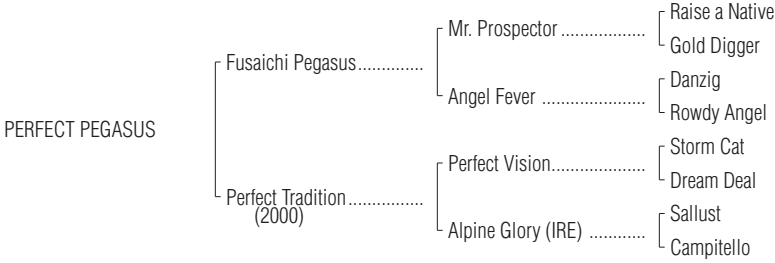 Raise a Native
Mr. Prospector ....................
Gold Digger
Fusaichi Pegasus..............
Danzig
Angel Fever ......................
Rowdy Angel
PERFECT PEGASUS
Storm Cat
Perfect Vision....................
Dream Deal
Perfect Tradition................
(2000)
Sallust
Alpine Glory (IRE) ............
Campitello